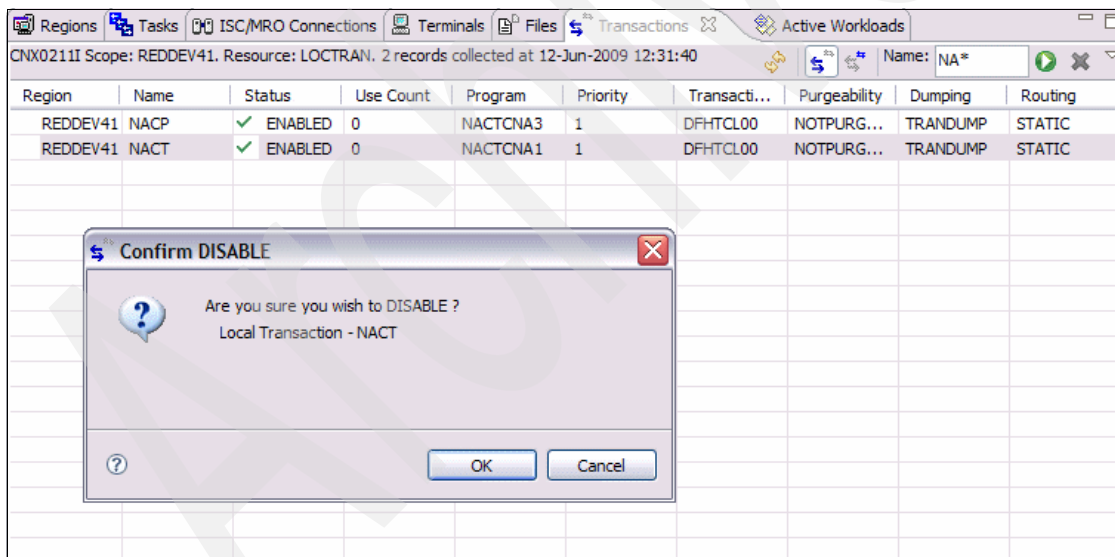 Regions Tasks ISC/MRO Connections Terminals Files Transactions Active Workloads
CNX0211I Scope: REDDEV41. Resource: LOCTRAN. 2 records collected at 12-Jun-2009 12:31:40 Name: NA*
Region Name Status Use Count Program Priority Transacti... Purgeability Dumping Routing
REDDEV41 NACP ENABLED 0 NACTCNA3 1 DFHTCL00 NOTPURG... TRANDUMP STATIC
REDDEV41 NACT ENABLED 0 NACTCNA1 1 DFHTCL00 NOTPURG... TRANDUMP STATIC
Confirm DISABLE
Are you sure you wish to DISABLE ?
Local Transaction - NACT
OK Cancel